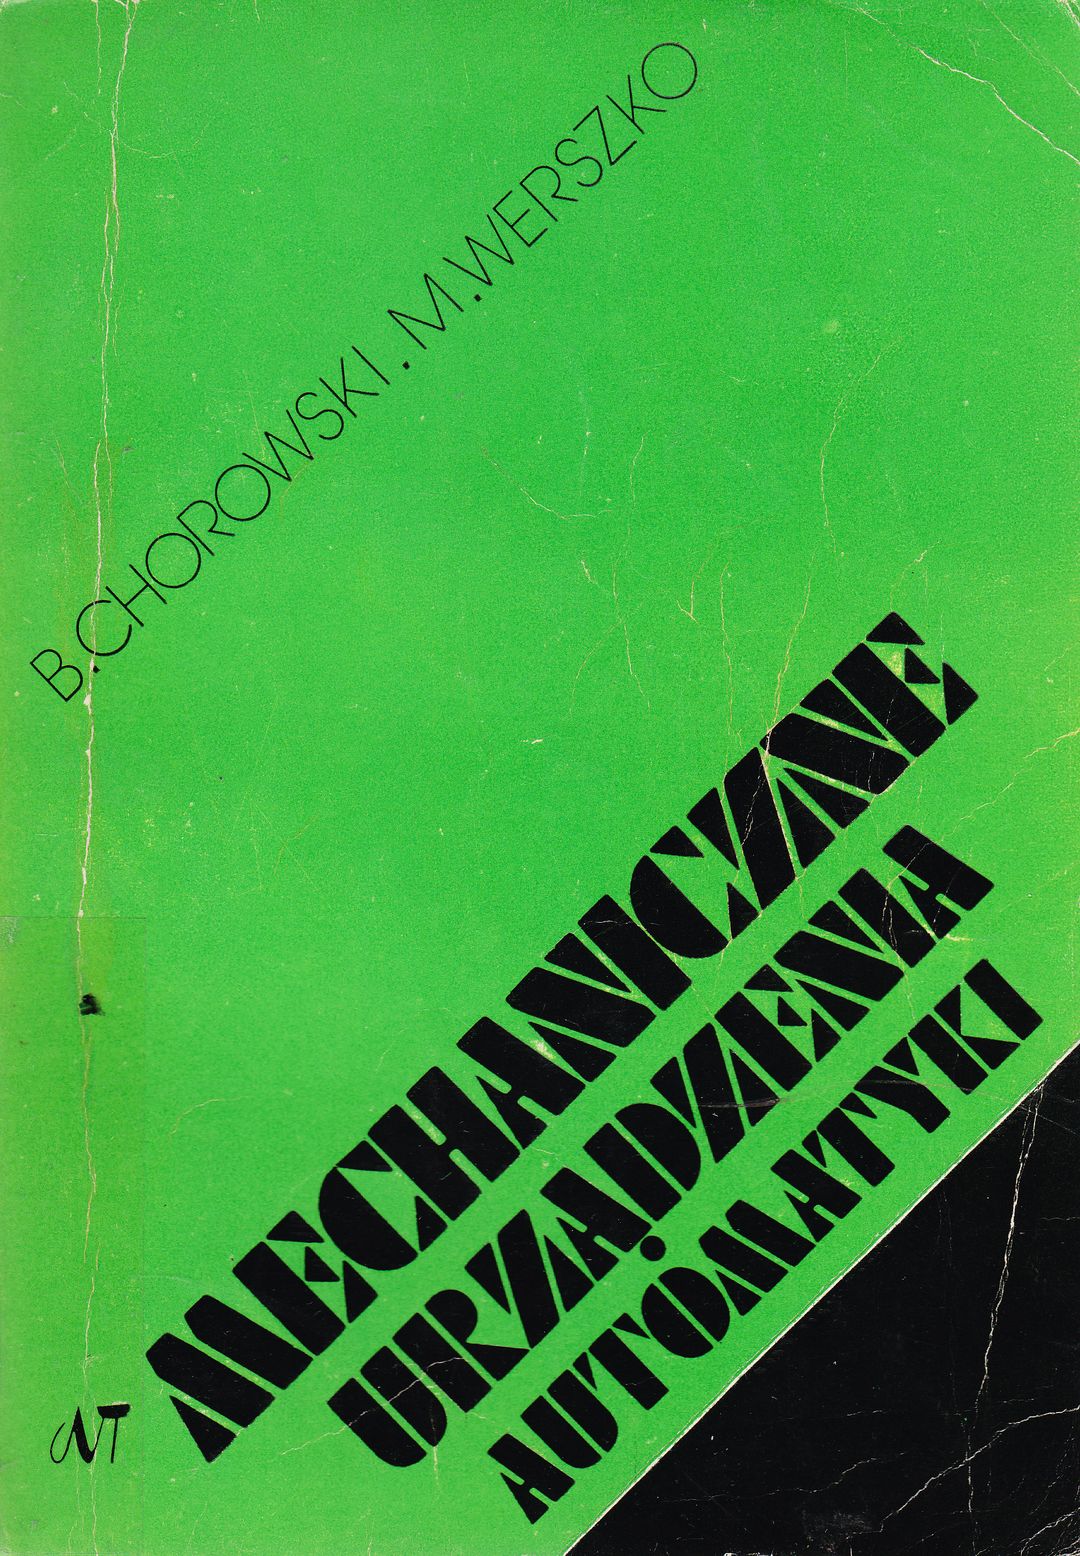 B.CHOROWSKI . M.WERSZKO
MECHANICZNE
URZĄDZENIA
AUTOMATYKI
WNT